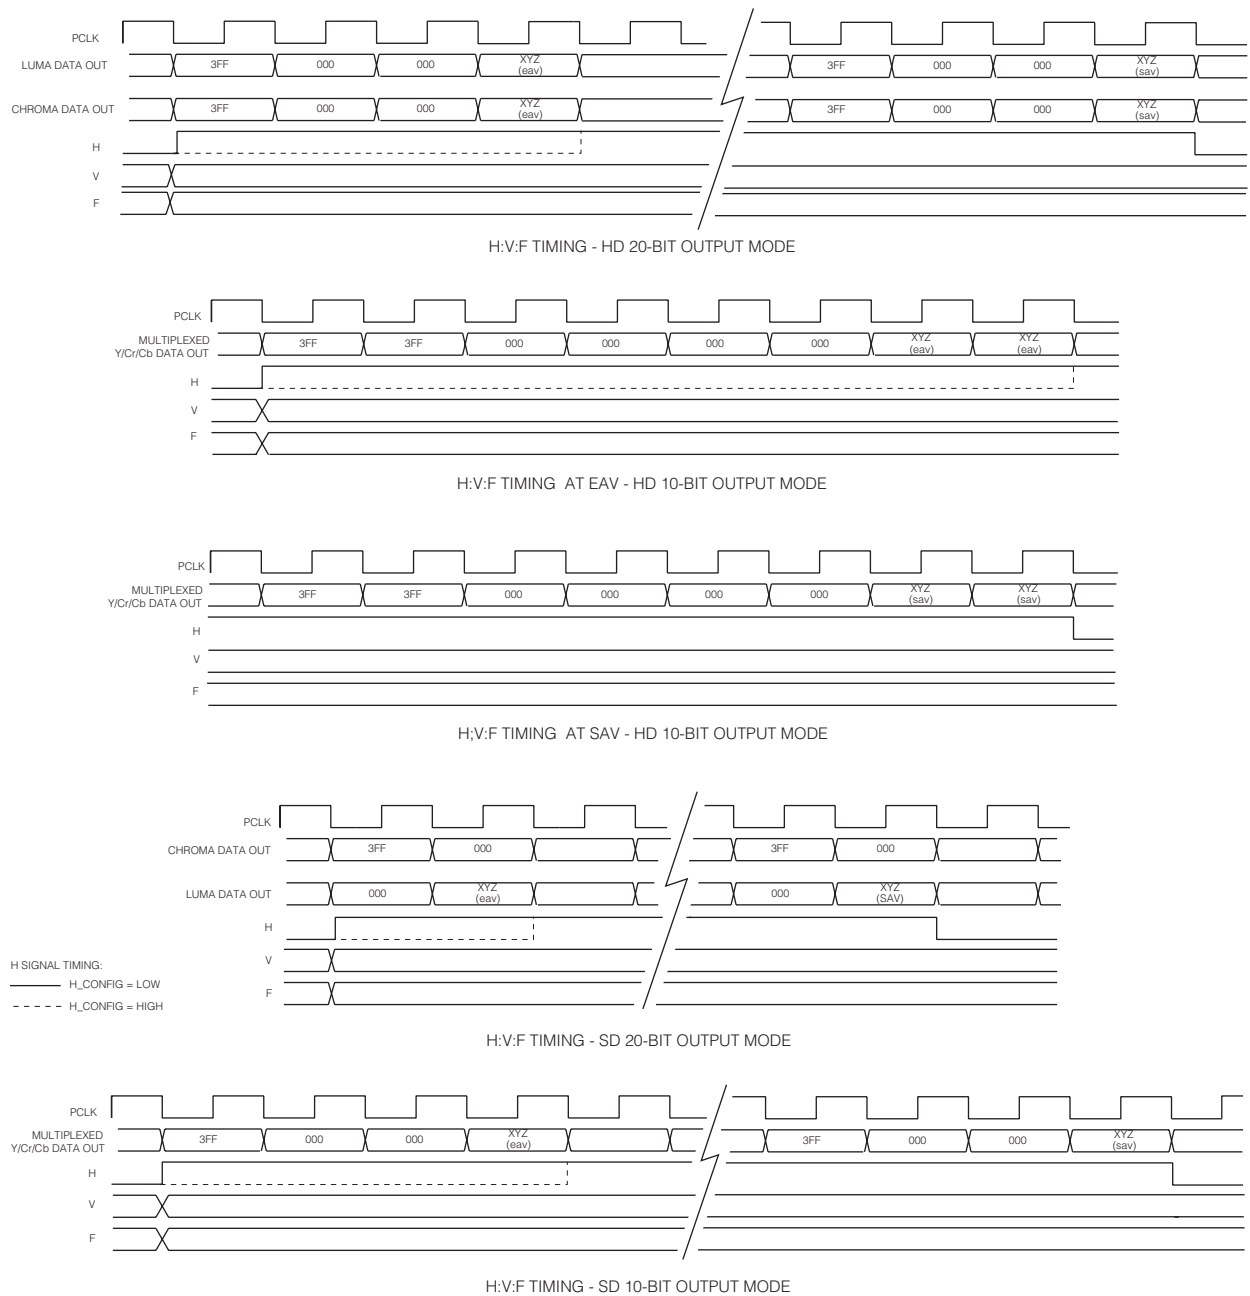 PCLK
LUMA DATA OUT 3FF 000 000 XYZ (eav) 3FF 000 000 XYZ (sav)
CHROMA DATA OUT 3FF 000 000 XYZ (eav) 3FF 000 000 XYZ (sav)
H
V
F
H:V:F TIMING - HD 20-BIT OUTPUT MODE
PCLK
MULTIPLEXED
Y/Cr/Cb DATA OUT 3FF 3FF 000 000 000 000 XYZ (eav) XYZ (eav)
H
V
F
H:V:F TIMING AT EAV - HD 10-BIT OUTPUT MODE
PCLK
MULTIPLEXED
Y/Cr/Cb DATA OUT 3FF 3FF 000 000 000 000 XYZ (sav) XYZ (sav)
H
V
F
H;V:F TIMING AT SAV - HD 10-BIT OUTPUT MODE
PCLK
CHROMA DATA OUT 3FF 000 3FF 000
LUMA DATA OUT 000 XYZ (eav) 000 XYZ (SAV)
H
V
F
H SIGNAL TIMING:
H_CONFIG = LOW
H_CONFIG = HIGH
H:V:F TIMING - SD 20-BIT OUTPUT MODE
PCLK
MULTIPLEXED
Y/Cr/Cb DATA OUT 3FF 000 000 XYZ (eav) 3FF 000 000 XYZ (sav)
H
V
F
H:V:F TIMING - SD 10-BIT OUTPUT MODE